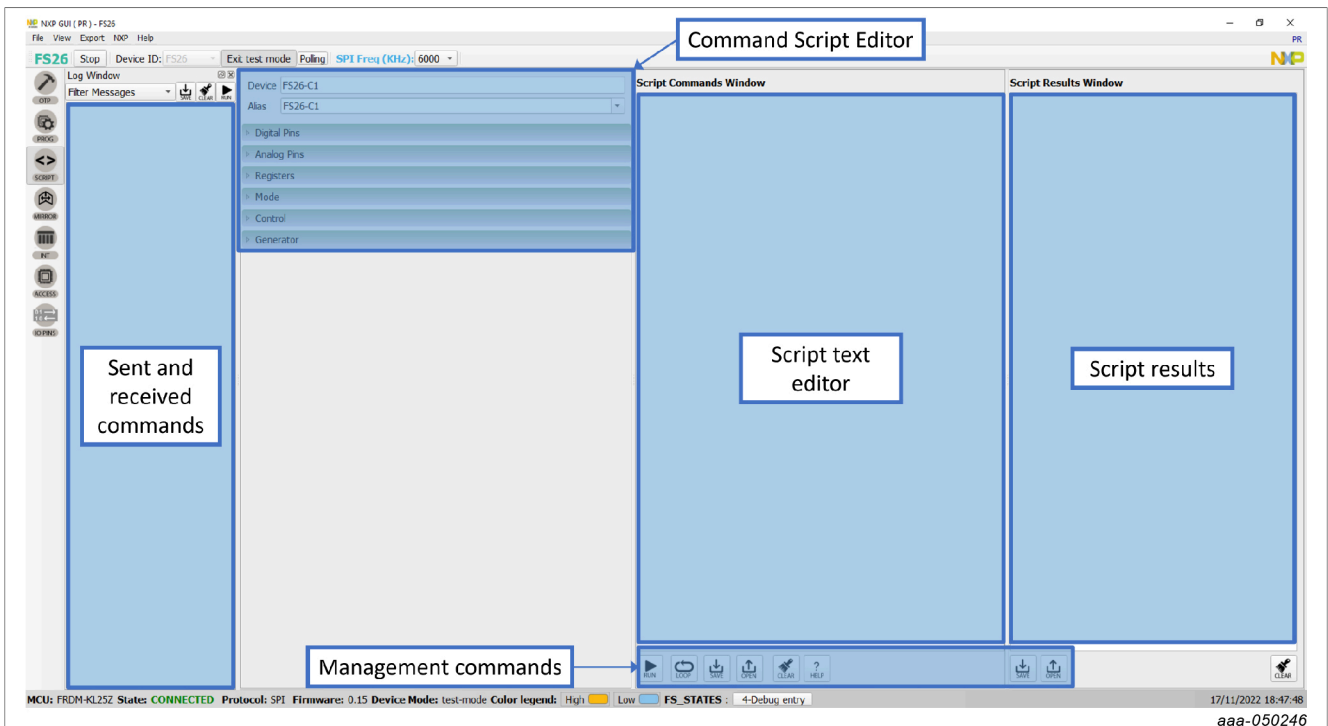 NXP GUI ( PR ) - FS26
File View Export NXP Help
PR
FS26 Stop Device ID: FS26 Exit test mode Polling SPI Freq (KHz): 6000
NXP
Command Script Editor
Log Window
Filter Messages SAVE CLEAR RUN
OTP
PROG
SCRIPT
MIRROR
INT
ACCESS
IO PINS
Sent and
received
commands
Device FS26-C1
Alias FS26-C1
Digital Pins
Analog Pins
Registers
Mode
Control
Generator
Script Commands Window
Script text
editor
Script Results Window
Script results
Management commands
RUN LOOP SAVE OPEN CLEAR ? HELP
SAVE OPEN CLEAR
MCU: FRDM-KL25Z State: CONNECTED Protocol: SPI Firmware: 0.15 Device Mode: test-mode Color legend: High Low FS_STATES : 4-Debug entry 17/11/2022 18:47:48
aaa-050246